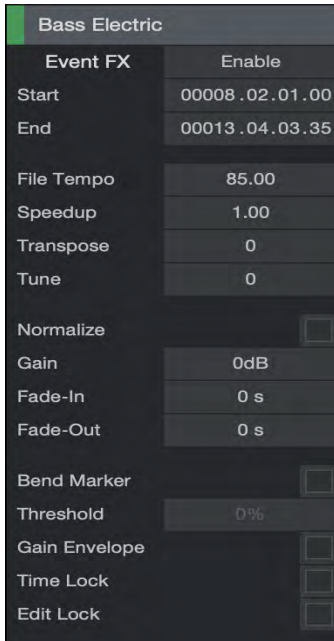 Bass Electric
Event FX Enable
Start 00008.02.01.00
End 00013.04.03.35
File Tempo 85.00
Speedup 1.00
Transpose 0
Tune 0
Normalize
Gain 0dB
Fade-In 0 s
Fade-Out 0 s
Bend Marker
Threshold 0%
Gain Envelope
Time Lock
Edit Lock